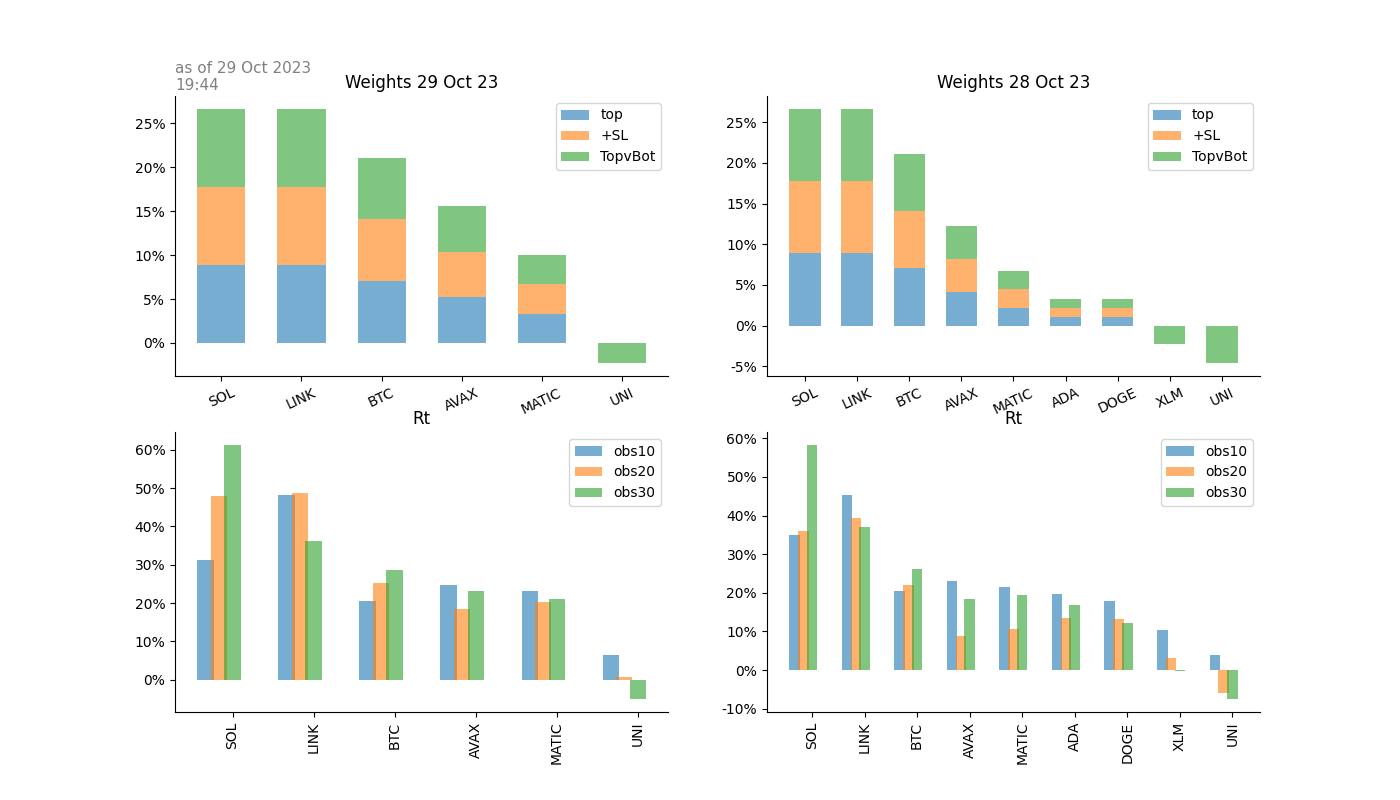 as of 29 Oct 2023
19:44
Weights 29 Oct 23
25%
20%
15%
10%
5%
0%
top
+SL
TopvBot
SOL
LINK
BTC
AVAX
MATIC
UNI
Weights 28 Oct 23
25%
20%
15%
10%
5%
0%
-5%
top
+SL
TopvBot
SOL
LINK
BTC
AVAX
MATIC
ADA
DOGE
XLM
UNI
Rt
60%
50%
40%
30%
20%
10%
0%
obs10
obs20
obs30
SOL
LINK
BTC
AVAX
MATIC
UNI
Rt
60%
50%
40%
30%
20%
10%
0%
-10%
obs10
obs20
obs30
SOL
LINK
BTC
AVAX
MATIC
ADA
DOGE
XLM
UNI